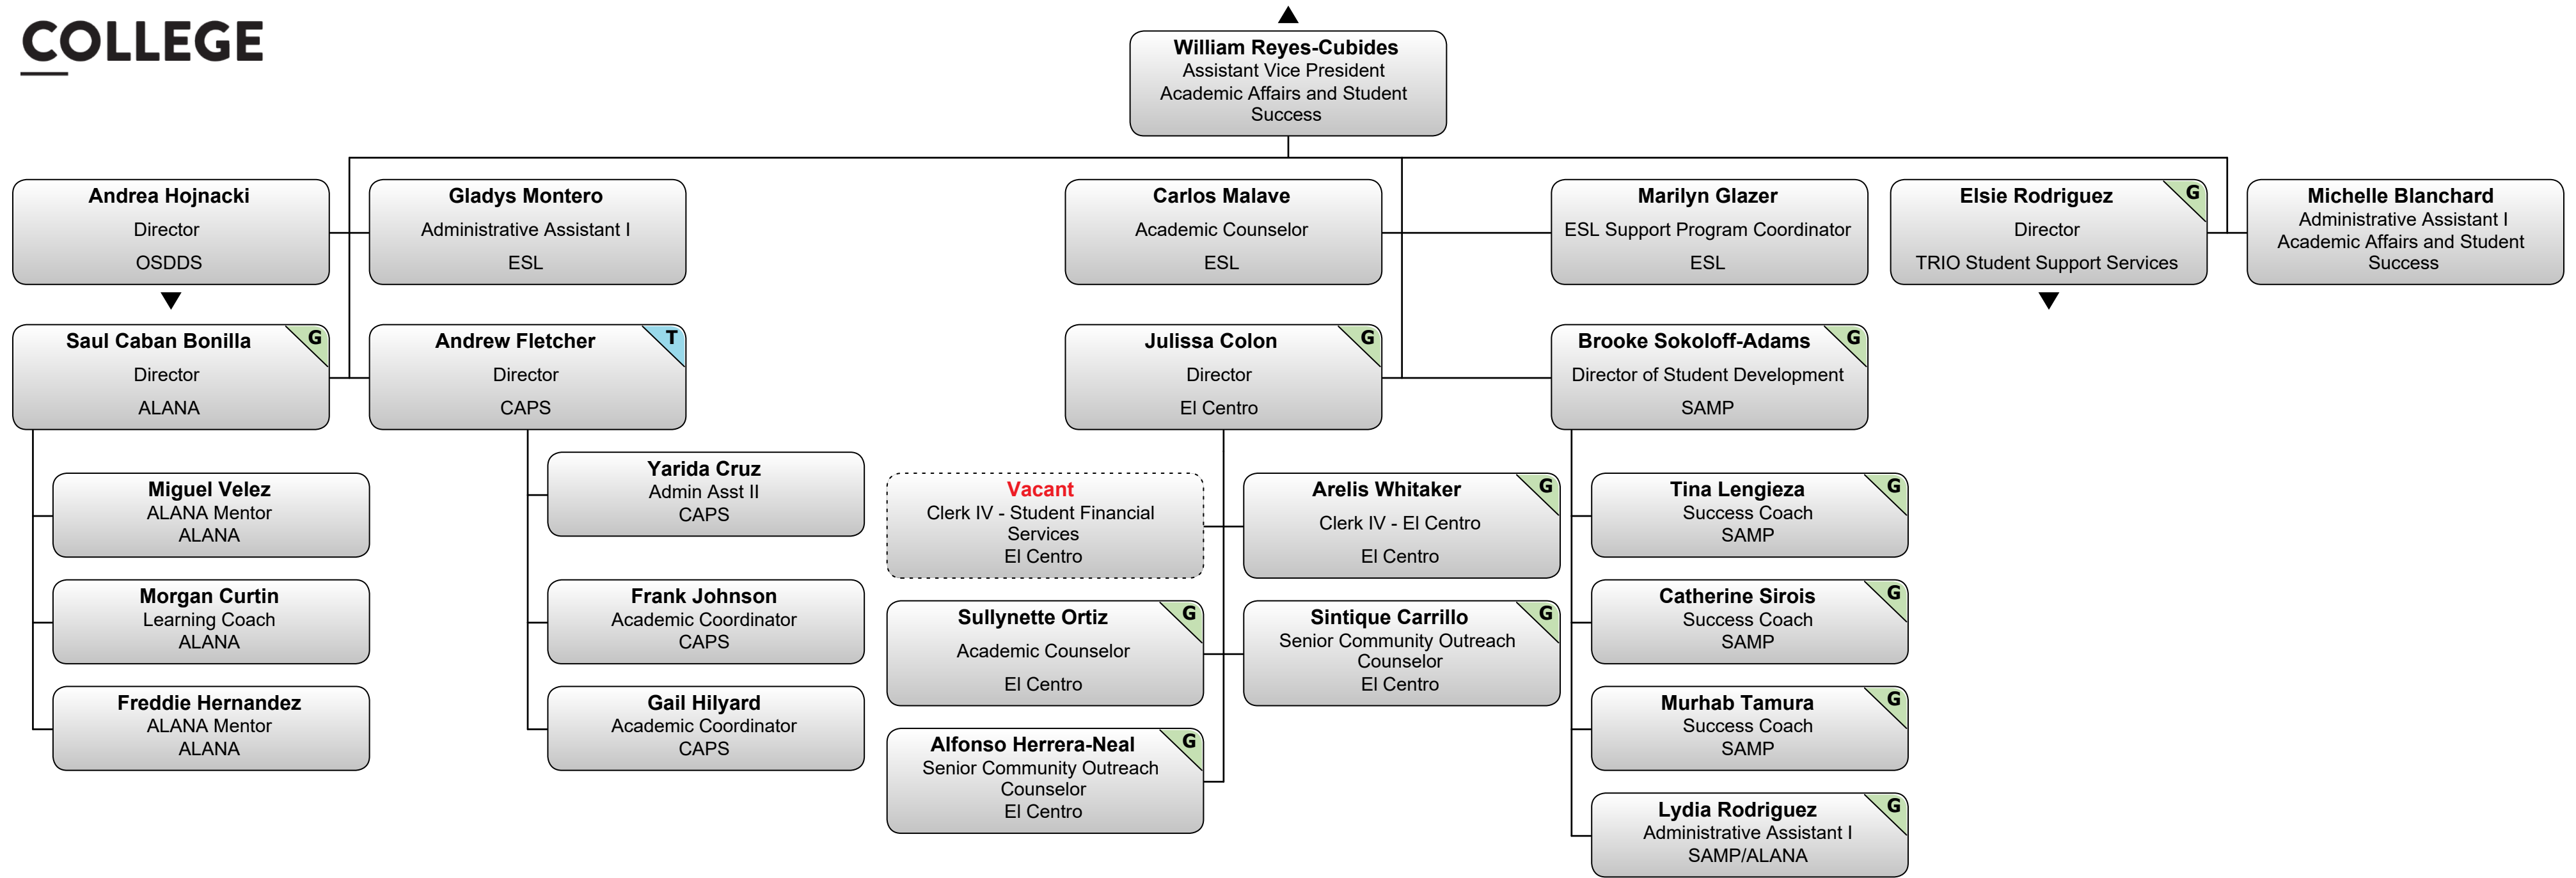 COLLEGE
William Reyes-Cubides
Assistant Vice President
Academic Affairs and Student
Success
Andrea Hojnacki
Director
OSDDS
Gladys Montero
Administrative Assistant I
ESL
Carlos Malave
Academic Counselor
ESL
Marilyn Glazer
ESL Support Program Coordinator
ESL
Elsie Rodriguez
G
Director
TRIO Student Support Services
Michelle Blanchard
Administrative Assistant I
Academic Affairs and Student
Success
Saul Caban Bonilla
G
Director
ALANA
Andrew Fletcher
T
Director
CAPS
Julissa Colon
G
Director
El Centro
Brooke Sokoloff-Adams
G
Director of Student Development
SAMP
Miguel Velez
ALANA Mentor
ALANA
Morgan Curtin
Learning Coach
ALANA
Freddie Hernandez
ALANA Mentor
ALANA
Yarida Cruz
Admin Asst II
CAPS
Frank Johnson
Academic Coordinator
CAPS
Gail Hilyard
Academic Coordinator
CAPS
Vacant
Clerk IV - Student Financial
Services
El Centro
Arelis Whitaker
G
Clerk IV - El Centro
El Centro
Sullynette Ortiz
G
Academic Counselor
El Centro
Sintique Carrillo
G
Senior Community Outreach
Counselor
El Centro
Alfonso Herrera-Neal
G
Senior Community Outreach
Counselor
El Centro
Tina Lengieza
G
Success Coach
SAMP
Catherine Sirois
G
Success Coach
SAMP
Murhab Tamura
G
Success Coach
SAMP
Lydia Rodriguez
G
Administrative Assistant I
SAMP/ALANA